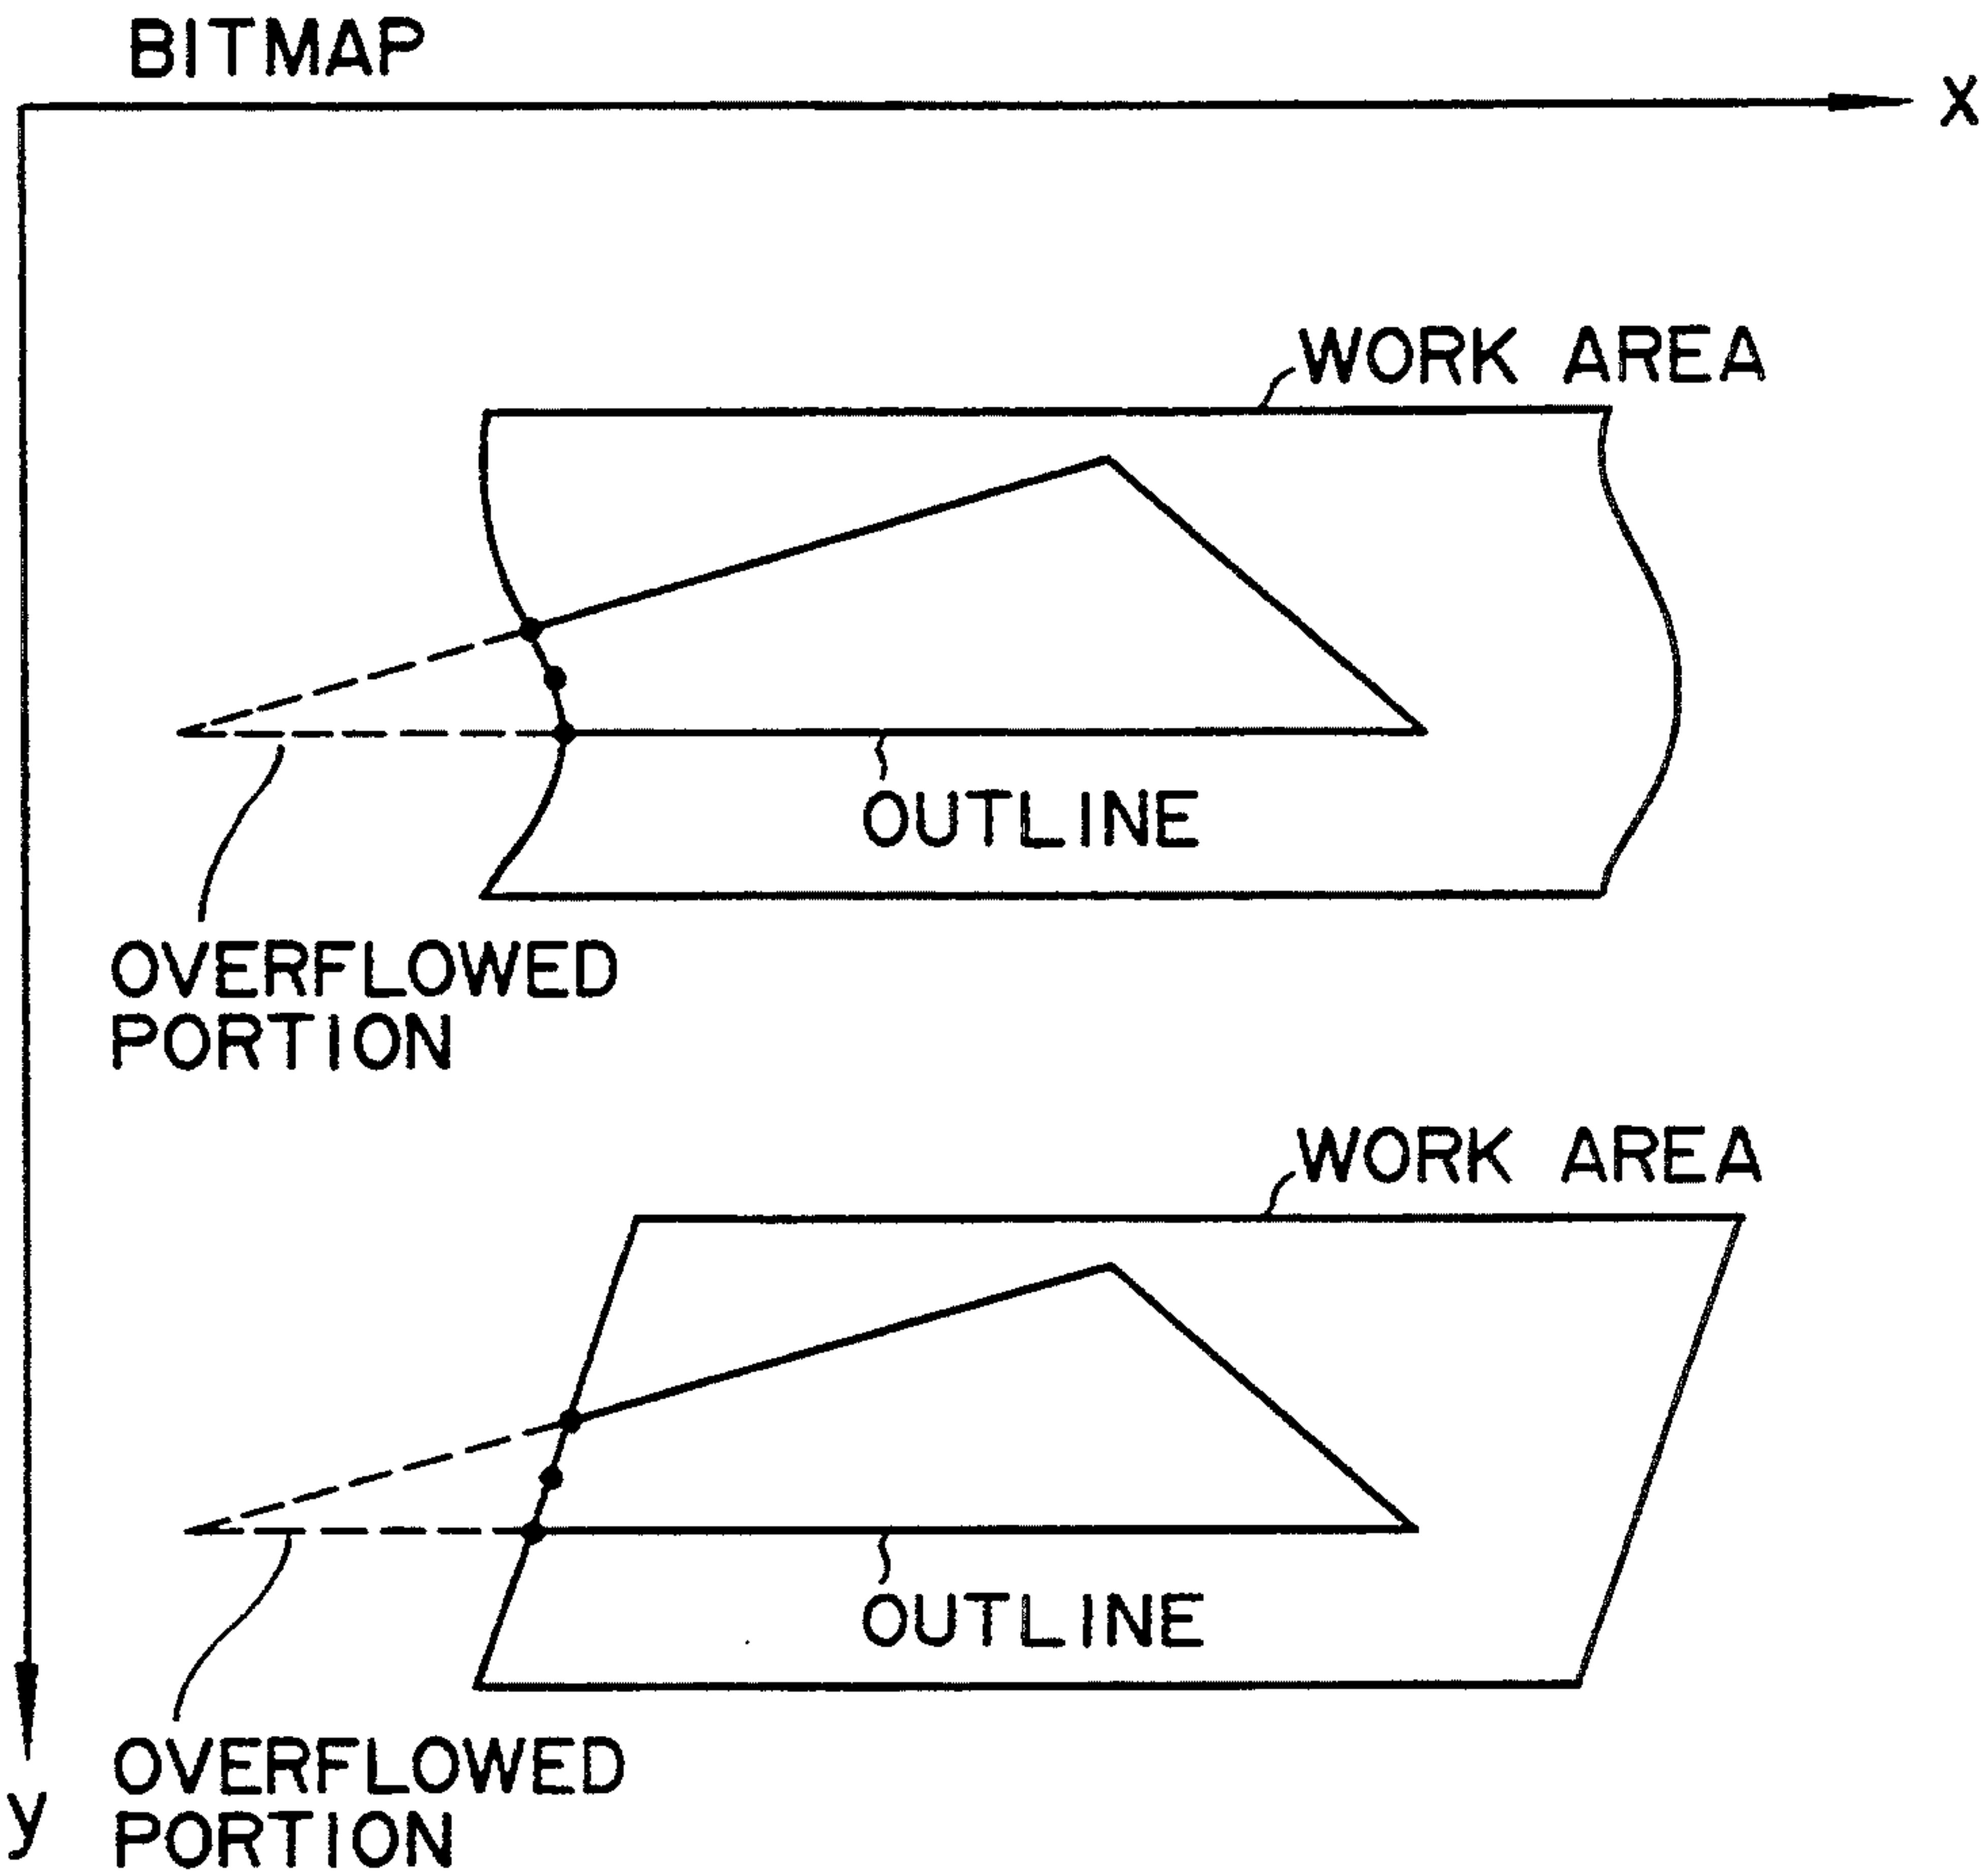 BITMAP
X
WORK AREA
OUTLINE
OVERFLOWED
PORTION
WORK AREA
OUTLINE
OVERFLOWED
PORTION
y